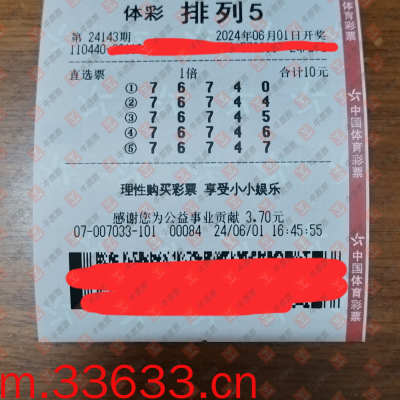 体彩 排列5
第 24143期 2024年06月01日开奖
110440-
直选票 1倍 合计10元
① 7 6 7 4 0
② 7 6 7 4 4
③ 7 6 7 4 5
④ 7 6 7 4 6
⑤ 7 6 7 4 7
理性购买彩票 享受小小娱乐
感谢您为公益事业贡献 3.70元
07-007033-101 00084 24/06/01 16:45:55
中国体育彩票
中国体育彩票
m.33633.cn